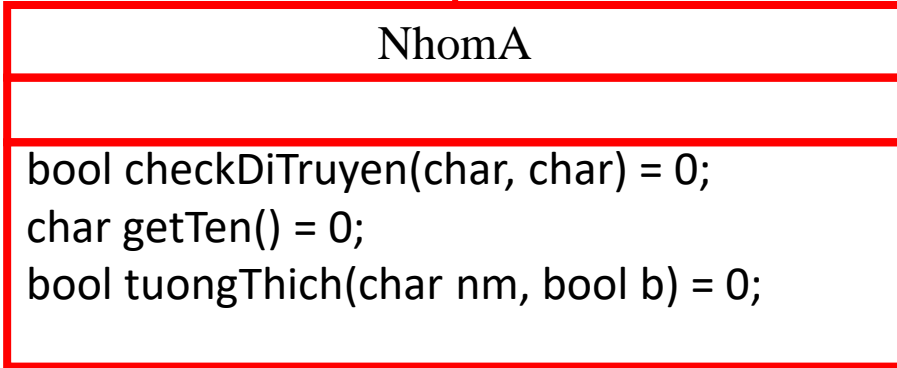 NhomA
bool checkDiTruyen(char, char) = 0;
char getTen() = 0;
bool tuongThich(char nm, bool b) = 0;